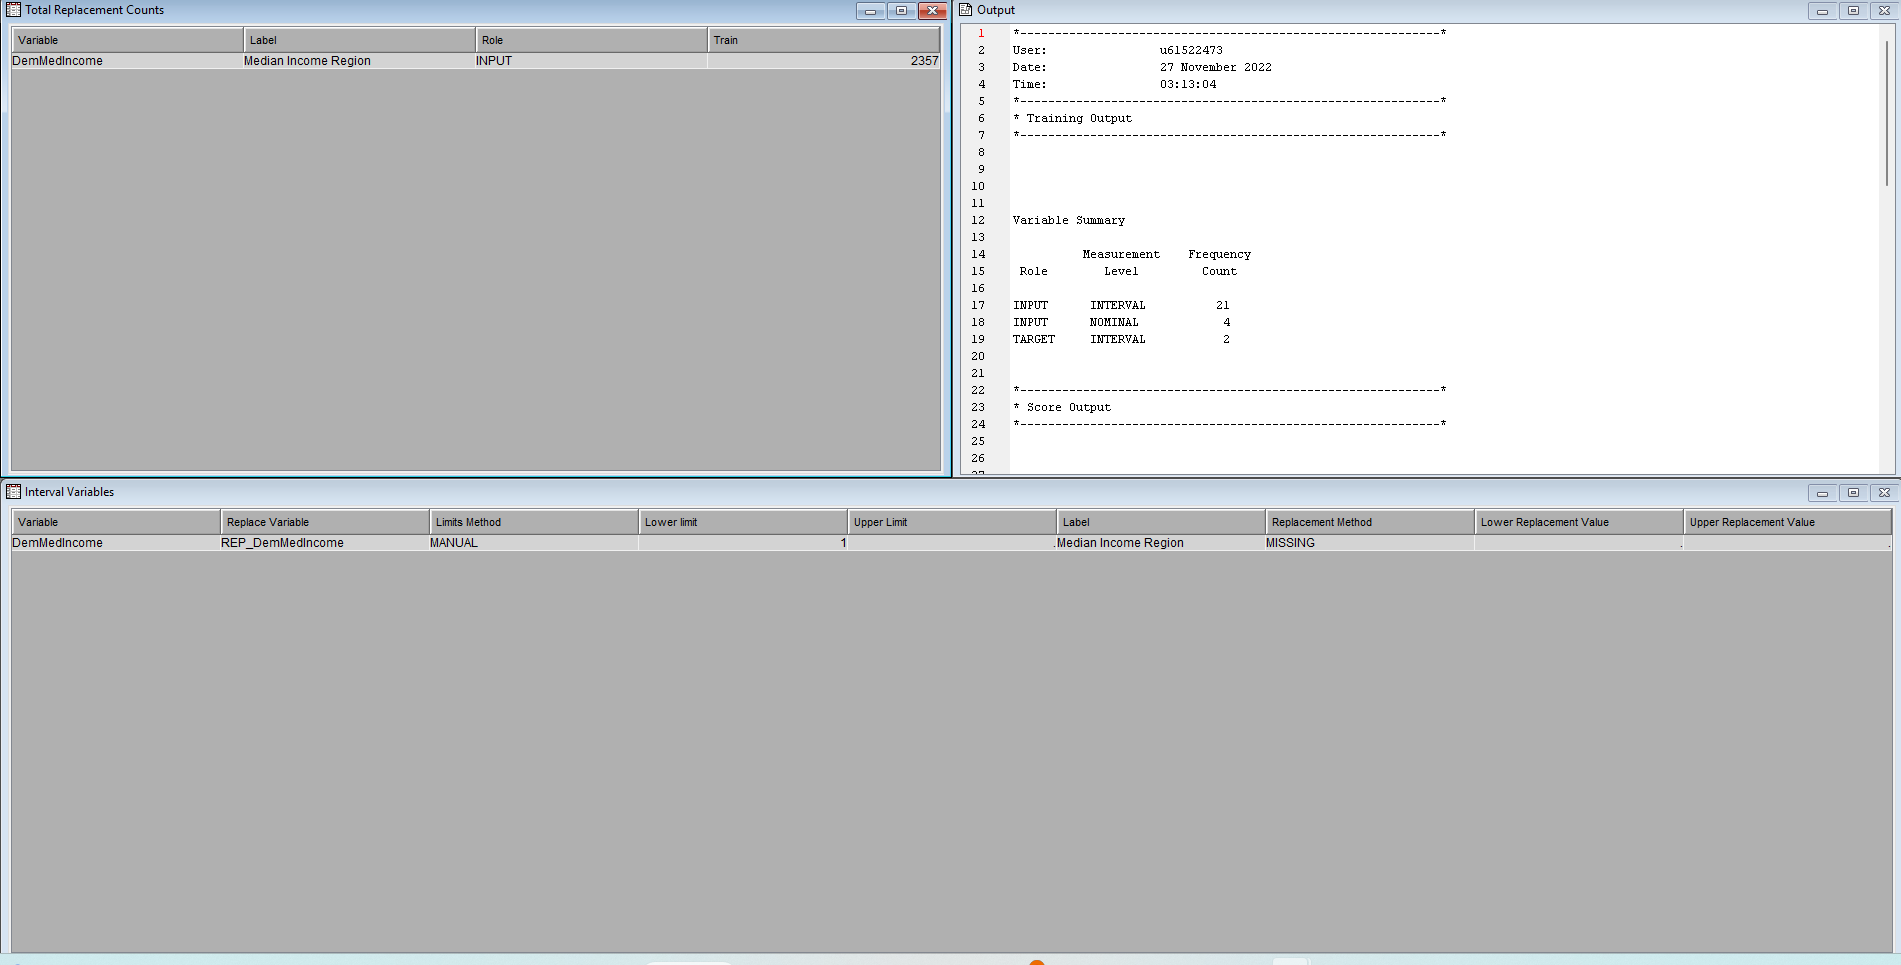 Total Replacement Counts
Variable Label Role Train
DemMedIncome Median Income Region INPUT 2357
Output
1 *------------------------------------------------------------*
2 User: u61522473
3 Date: 27 November 2022
4 Time: 03:13:04
5 *------------------------------------------------------------*
6 * Training Output
7 *------------------------------------------------------------*
8
9
10
11
12 Variable Summary
13
14 Measurement Frequency
15 Role Level Count
16
17 INPUT INTERVAL 21
18 INPUT NOMINAL 4
19 TARGET INTERVAL 2
20
21
22 *------------------------------------------------------------*
23 * Score Output
24 *------------------------------------------------------------*
25
26
Interval Variables
Variable Replace Variable Limits Method Lower limit Upper Limit Label Replacement Method Lower Replacement Value Upper Replacement Value
DemMedIncome REP_DemMedIncome MANUAL 1 . Median Income Region MISSING . .